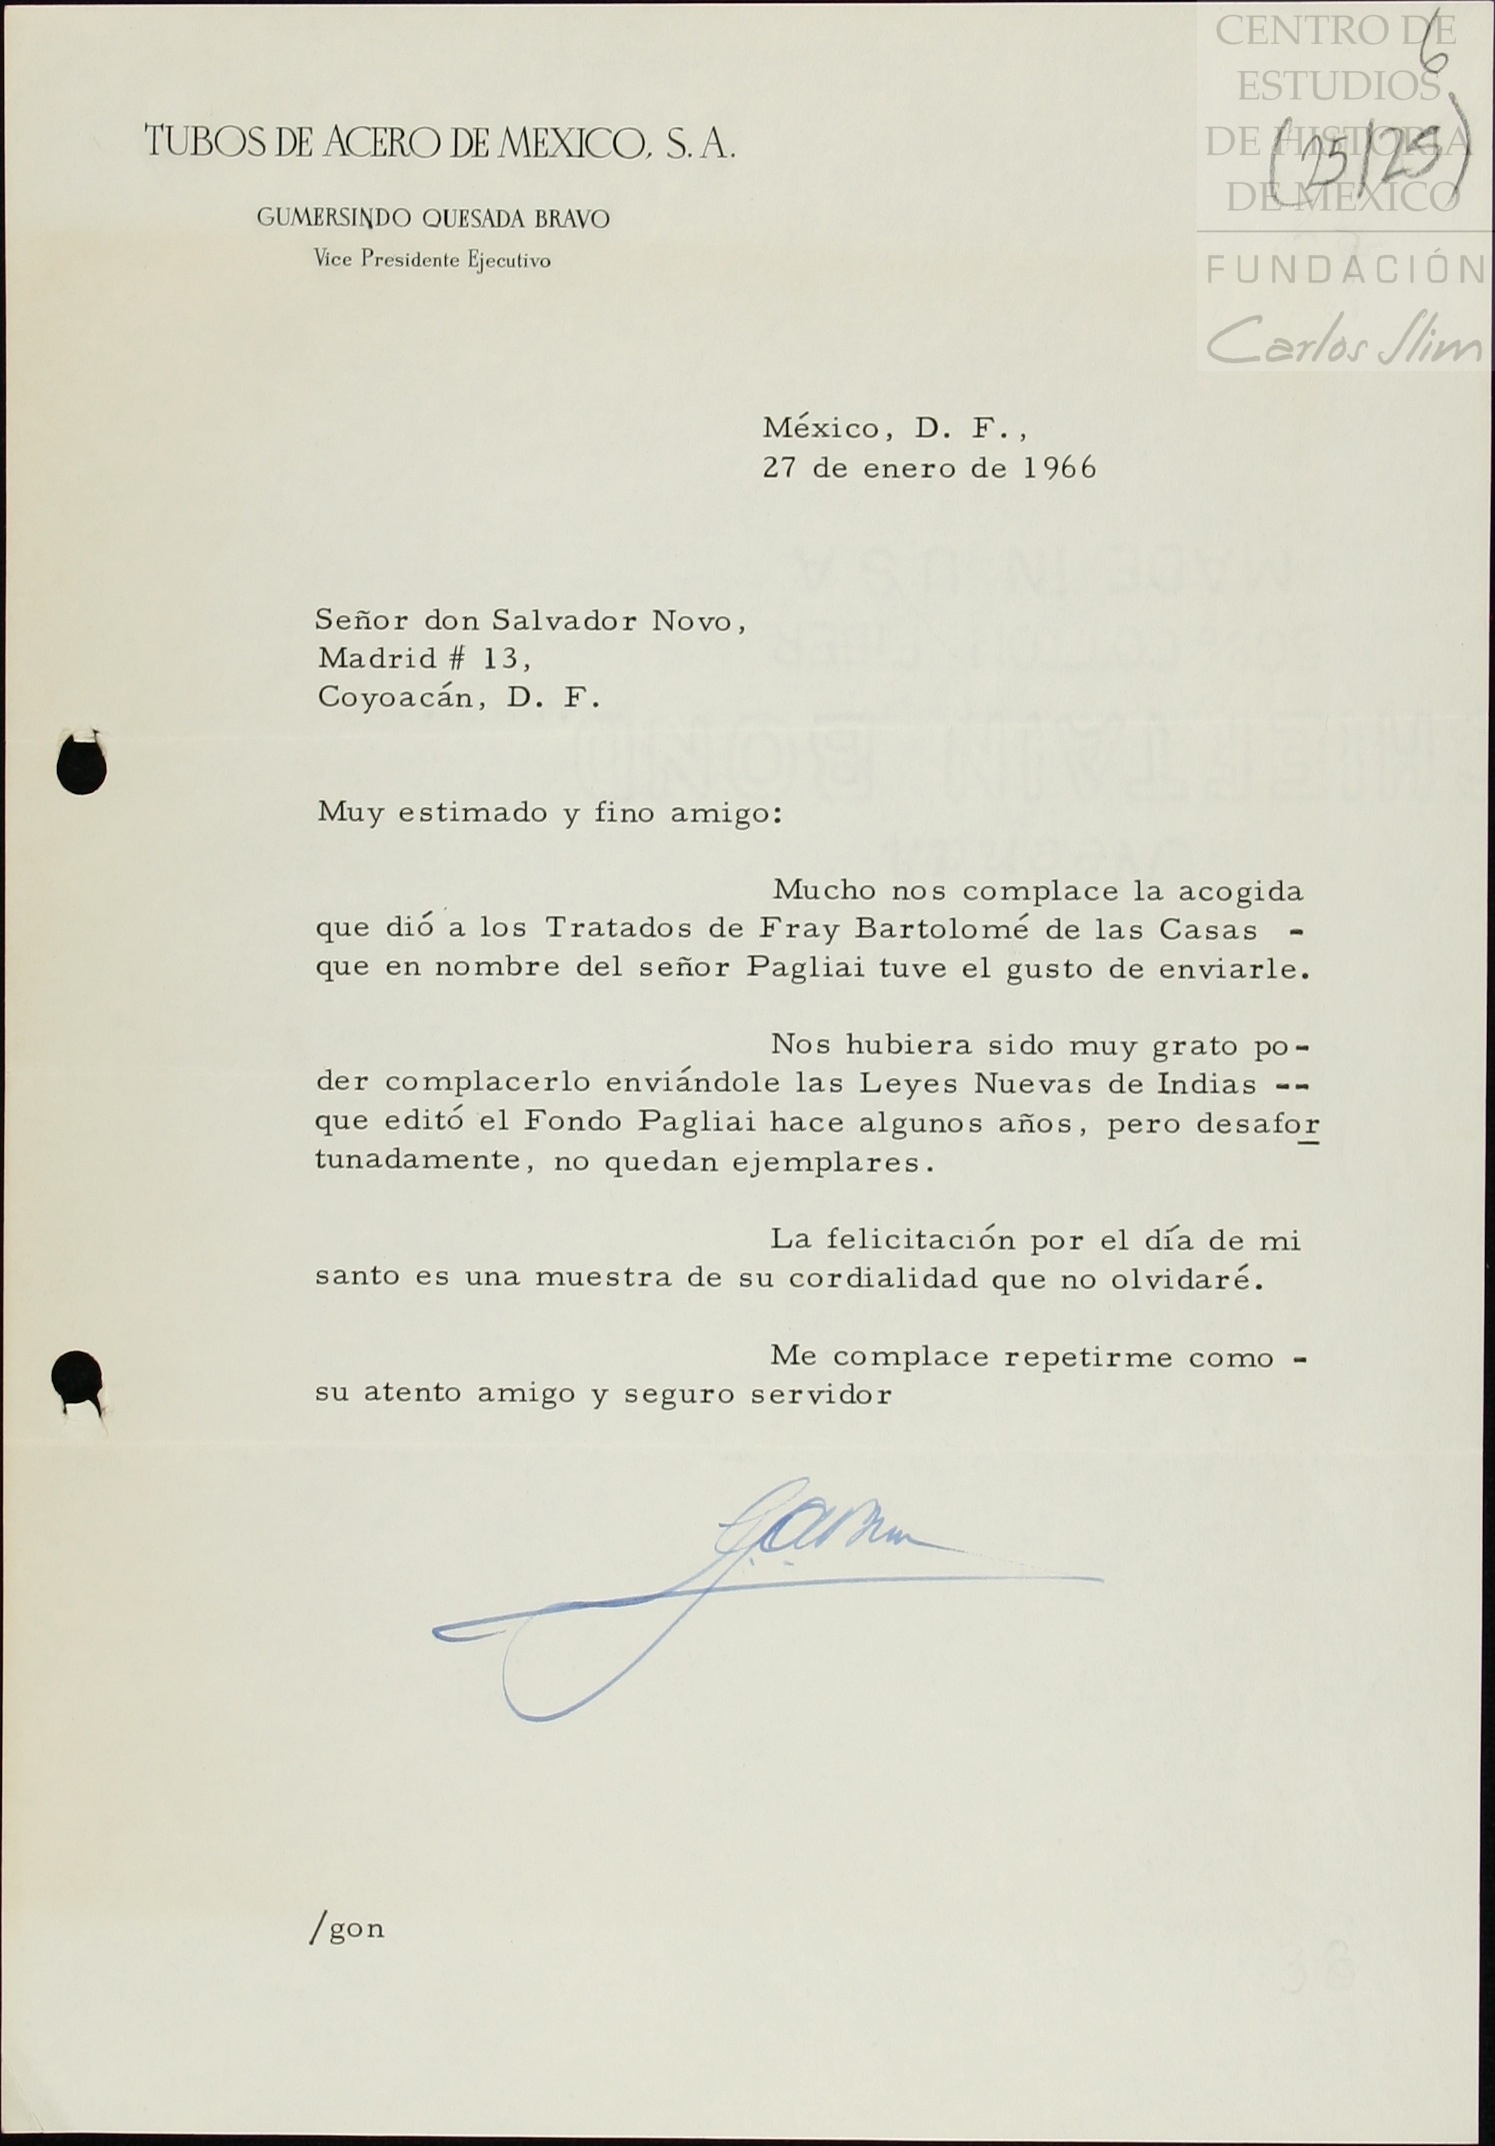 CENTRO DE
ESTUDIOS
DE HISTORIA
DE MEXICO
FUNDACIÓN
Carlos Slim
6
(25/25)
TUBOS DE ACERO DE MEXICO, S. A.
GUMERSINDO QUESADA BRAVO
Vice Presidente Ejecutivo
México, D. F.,
27 de enero de 1966
Señor don Salvador Novo,
Madrid # 13,
Coyoacán, D. F.
Muy estimado y fino amigo:
Mucho nos complace la acogida
que dió a los Tratados de Fray Bartolomé de las Casas -
que en nombre del señor Pagliai tuve el gusto de enviarle.
Nos hubiera sido muy grato po-
der complacerlo enviándole las Leyes Nuevas de Indias --
que editó el Fondo Pagliai hace algunos años, pero desafor
tunadamente, no quedan ejemplares.
La felicitación por el día de mi
santo es una muestra de su cordialidad que no olvidaré.
Me complace repetirme como -
su atento amigo y seguro servidor
/gon